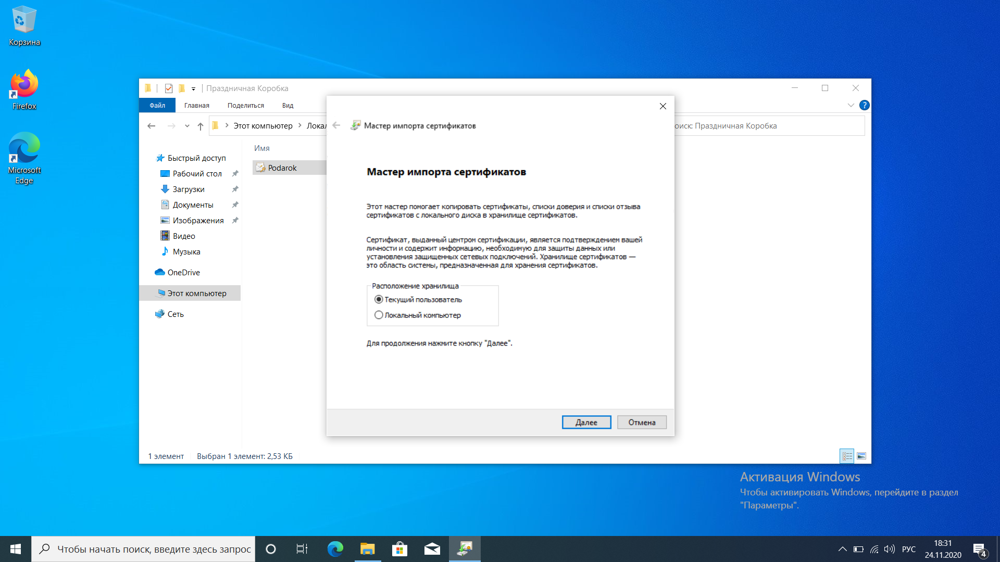 Корзина
Firefox
Microsoft
Edge
Праздничная Коробка
Файл
Главная
Поделиться
Вид
?
Этот компьютер
Локал
оиск: Праздничная Коробка
Быстрый доступ
Рабочий стол
Загрузки
Документы
Изображения
Видео
Музыка
OneDrive
Этот компьютер
Сеть
Имя
Podarok
Мастер импорта сертификатов
Мастер импорта сертификатов
Этот мастер помогает копировать сертификаты, списки доверия и списки отзыва
сертификатов с локального диска в хранилище сертификатов.
Сертификат, выданный центром сертификации, является подтверждением вашей
личности и содержит информацию, необходимую для защиты данных или
установления защищенных сетевых подключений. Хранилище сертификатов —
это область системы, предназначенная для хранения сертификатов.
Расположение хранилища
Текущий пользователь
Локальный компьютер
Для продолжения нажмите кнопку "Далее".
Далее
Отмена
1 элемент
Выбран 1 элемент: 2,53 КБ
Активация Windows
Чтобы активировать Windows, перейдите в раздел
"Параметры".
Чтобы начать поиск, введите здесь запрос
РУС
18:31
24.11.2020
4